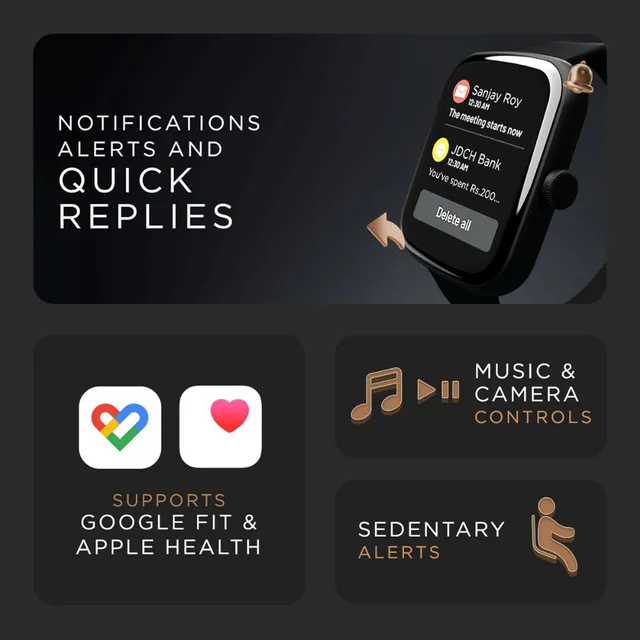 NOTIFICATIONS
ALERTS AND
QUICK
REPLIES
Sanjay Roy
12:30 AM
The meeting starts now
JDCH Bank
12:30 AM
You've spent Rs.200...
Delete all
SUPPORTS
GOOGLE FIT &
APPLE HEALTH
MUSIC &
CAMERA
CONTROLS
SEDENTARY
ALERTS